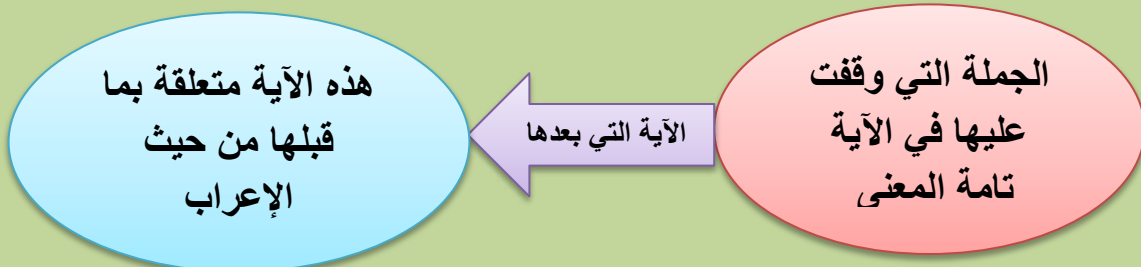 الجملة التي وقفت
عليها في الآية
تامة المعنى
الآية التي بعدها
هذه الآية متعلقة بما
قبلها من حيث
الإعراب